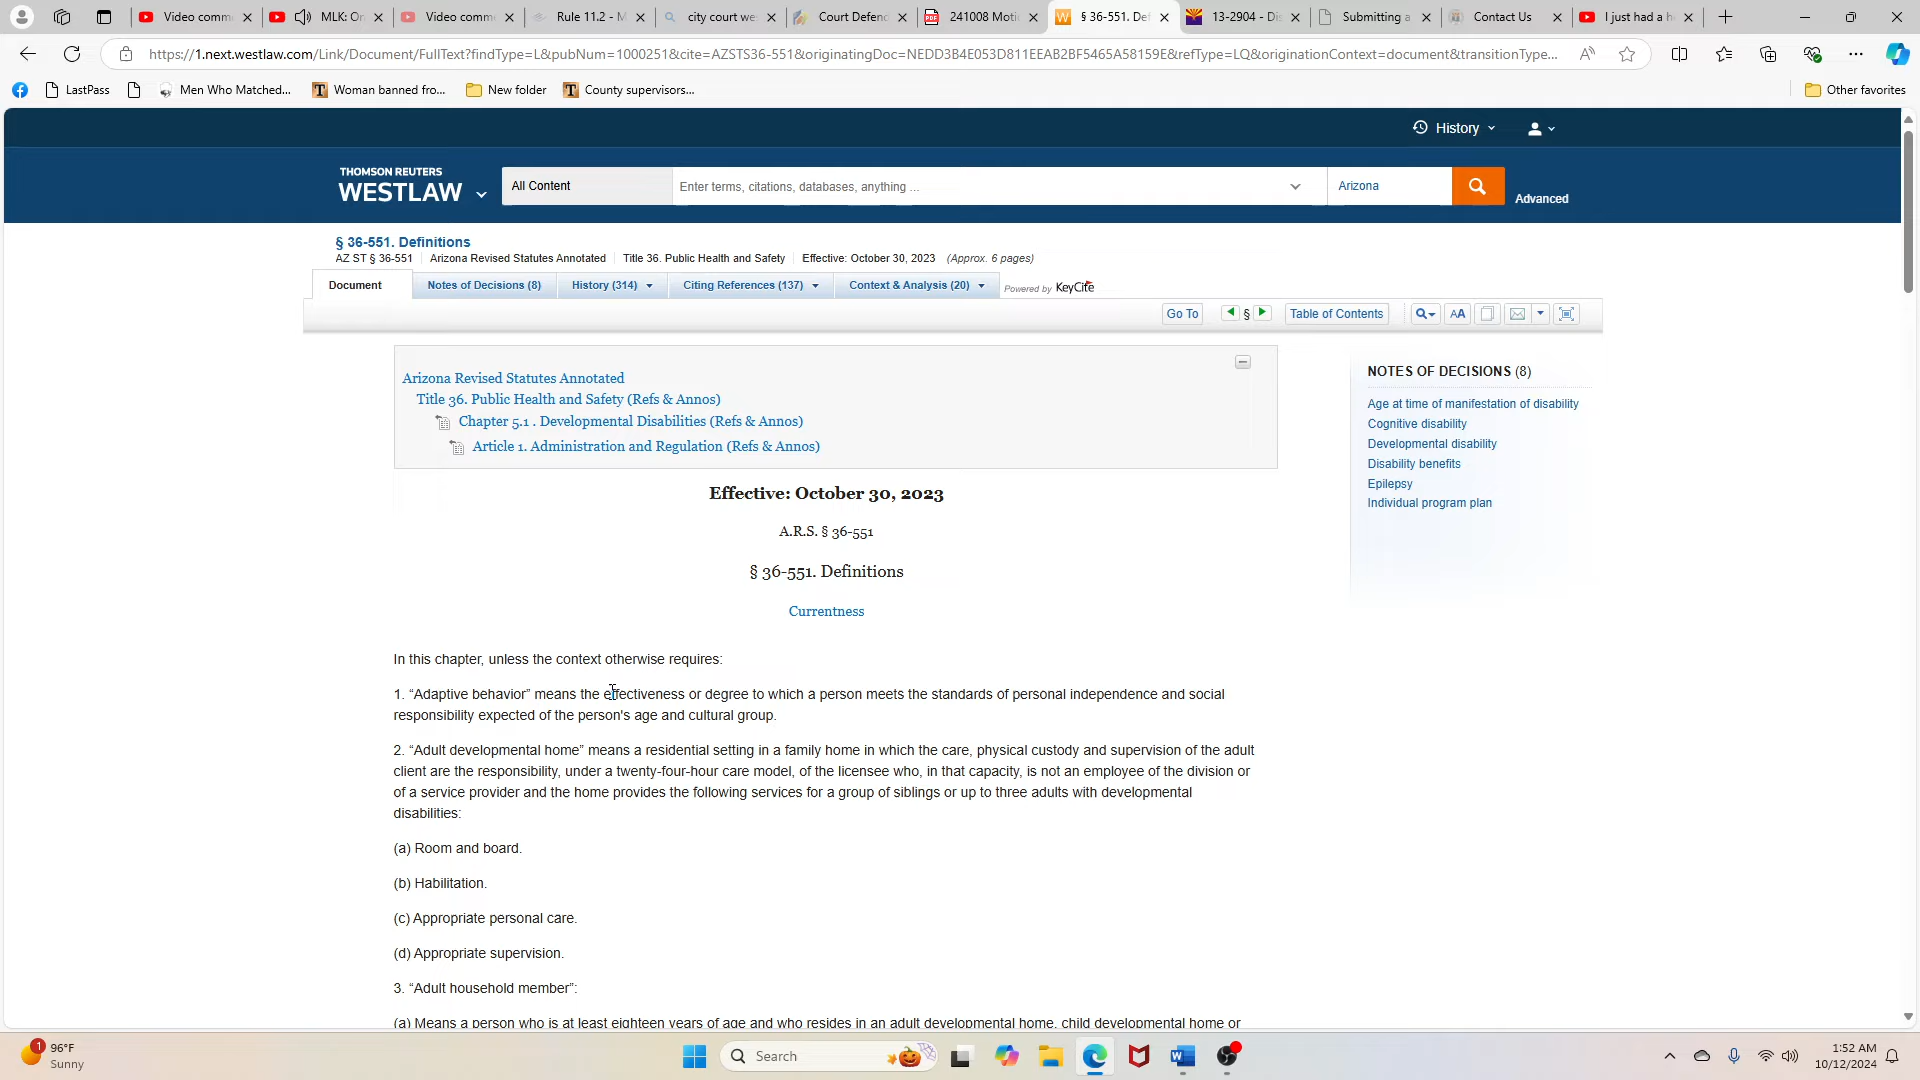 Video comm
MLK: On
Video comm
Rule 11.2 - M
city court we
Court Defend
241008 Moti
§ 36-551. Def
13-2904 - Dis
Submitting a
Contact Us
I just had a h
https://1.next.westlaw.com/Link/Document/FullText?findType=L&pubNum=1000251&cite=AZSTS36-551&originatingDoc=NEDD3B4E053D811EEAB2BF5465A58159E&refType=LQ&originationContext=document&transitionType...
LastPass
Men Who Matched...
Woman banned fro...
New folder
County supervisors...
Other favorites
History
THOMSON REUTERS
WESTLAW
All Content
Enter terms, citations, databases, anything ...
Arizona
Advanced
§ 36-551. Definitions
AZ ST § 36-551 Arizona Revised Statutes Annotated Title 36. Public Health and Safety Effective: October 30, 2023 (Approx. 6 pages)
Document
Notes of Decisions (8)
History (314)
Citing References (137)
Context & Analysis (20)
Powered by KeyCite
Go To
§
Table of Contents
AA
Arizona Revised Statutes Annotated
Title 36. Public Health and Safety (Refs & Annos)
Chapter 5.1 . Developmental Disabilities (Refs & Annos)
Article 1. Administration and Regulation (Refs & Annos)
NOTES OF DECISIONS (8)
Age at time of manifestation of disability
Cognitive disability
Developmental disability
Disability benefits
Epilepsy
Individual program plan
Effective: October 30, 2023
A.R.S. § 36-551
§ 36-551. Definitions
Currentness
In this chapter, unless the context otherwise requires:
1. “Adaptive behavior” means the effectiveness or degree to which a person meets the standards of personal independence and social
responsibility expected of the person's age and cultural group.
2. “Adult developmental home” means a residential setting in a family home in which the care, physical custody and supervision of the adult
client are the responsibility, under a twenty-four-hour care model, of the licensee who, in that capacity, is not an employee of the division or
of a service provider and the home provides the following services for a group of siblings or up to three adults with developmental
disabilities:
(a) Room and board.
(b) Habilitation.
(c) Appropriate personal care.
(d) Appropriate supervision.
3. “Adult household member”:
(a) Means a person who is at least eighteen years of age and who resides in an adult developmental home, child developmental home or
1
96°F
Sunny
Search
1:52 AM
10/12/2024